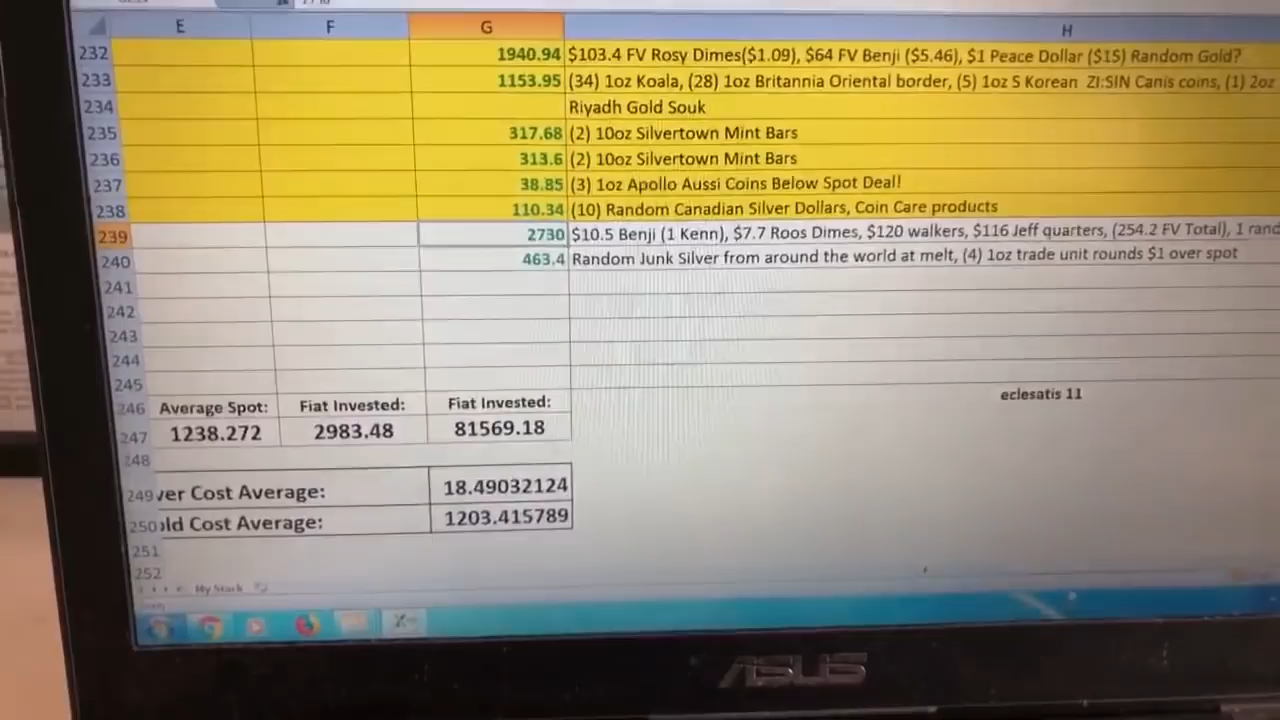 E F G H
232 1940.94 $103.4 FV Rosy Dimes($1.09), $64 FV Benji ($5.46), $1 Peace Dollar ($15) Random Gold?
233 1153.95 (34) 1oz Koala, (28) 1oz Britannia Oriental border, (5) 1oz S Korean ZI:SIN Canis coins, (1) 2oz
234 Riyadh Gold Souk
235 317.68 (2) 10oz Silvertown Mint Bars
236 313.6 (2) 10oz Silvertown Mint Bars
237 38.85 (3) 1oz Apollo Aussi Coins Below Spot Deal!
238 110.34 (10) Random Canadian Silver Dollars, Coin Care products
239 2730 $10.5 Benji (1 Kenn), $7.7 Roos Dimes, $120 walkers, $116 Jeff quarters, (254.2 FV Total), 1 rand
240 463.4 Random Junk Silver from around the world at melt, (4) 1oz trade unit rounds $1 over spot
241
242
243
244
245
246 Average Spot: Fiat Invested: Fiat Invested: eclesatis 11
247 1238.272 2983.48 81569.18
248
249 ver Cost Average: 18.49032124
250 ld Cost Average: 1203.415789
251
252
My Stack
ASUS